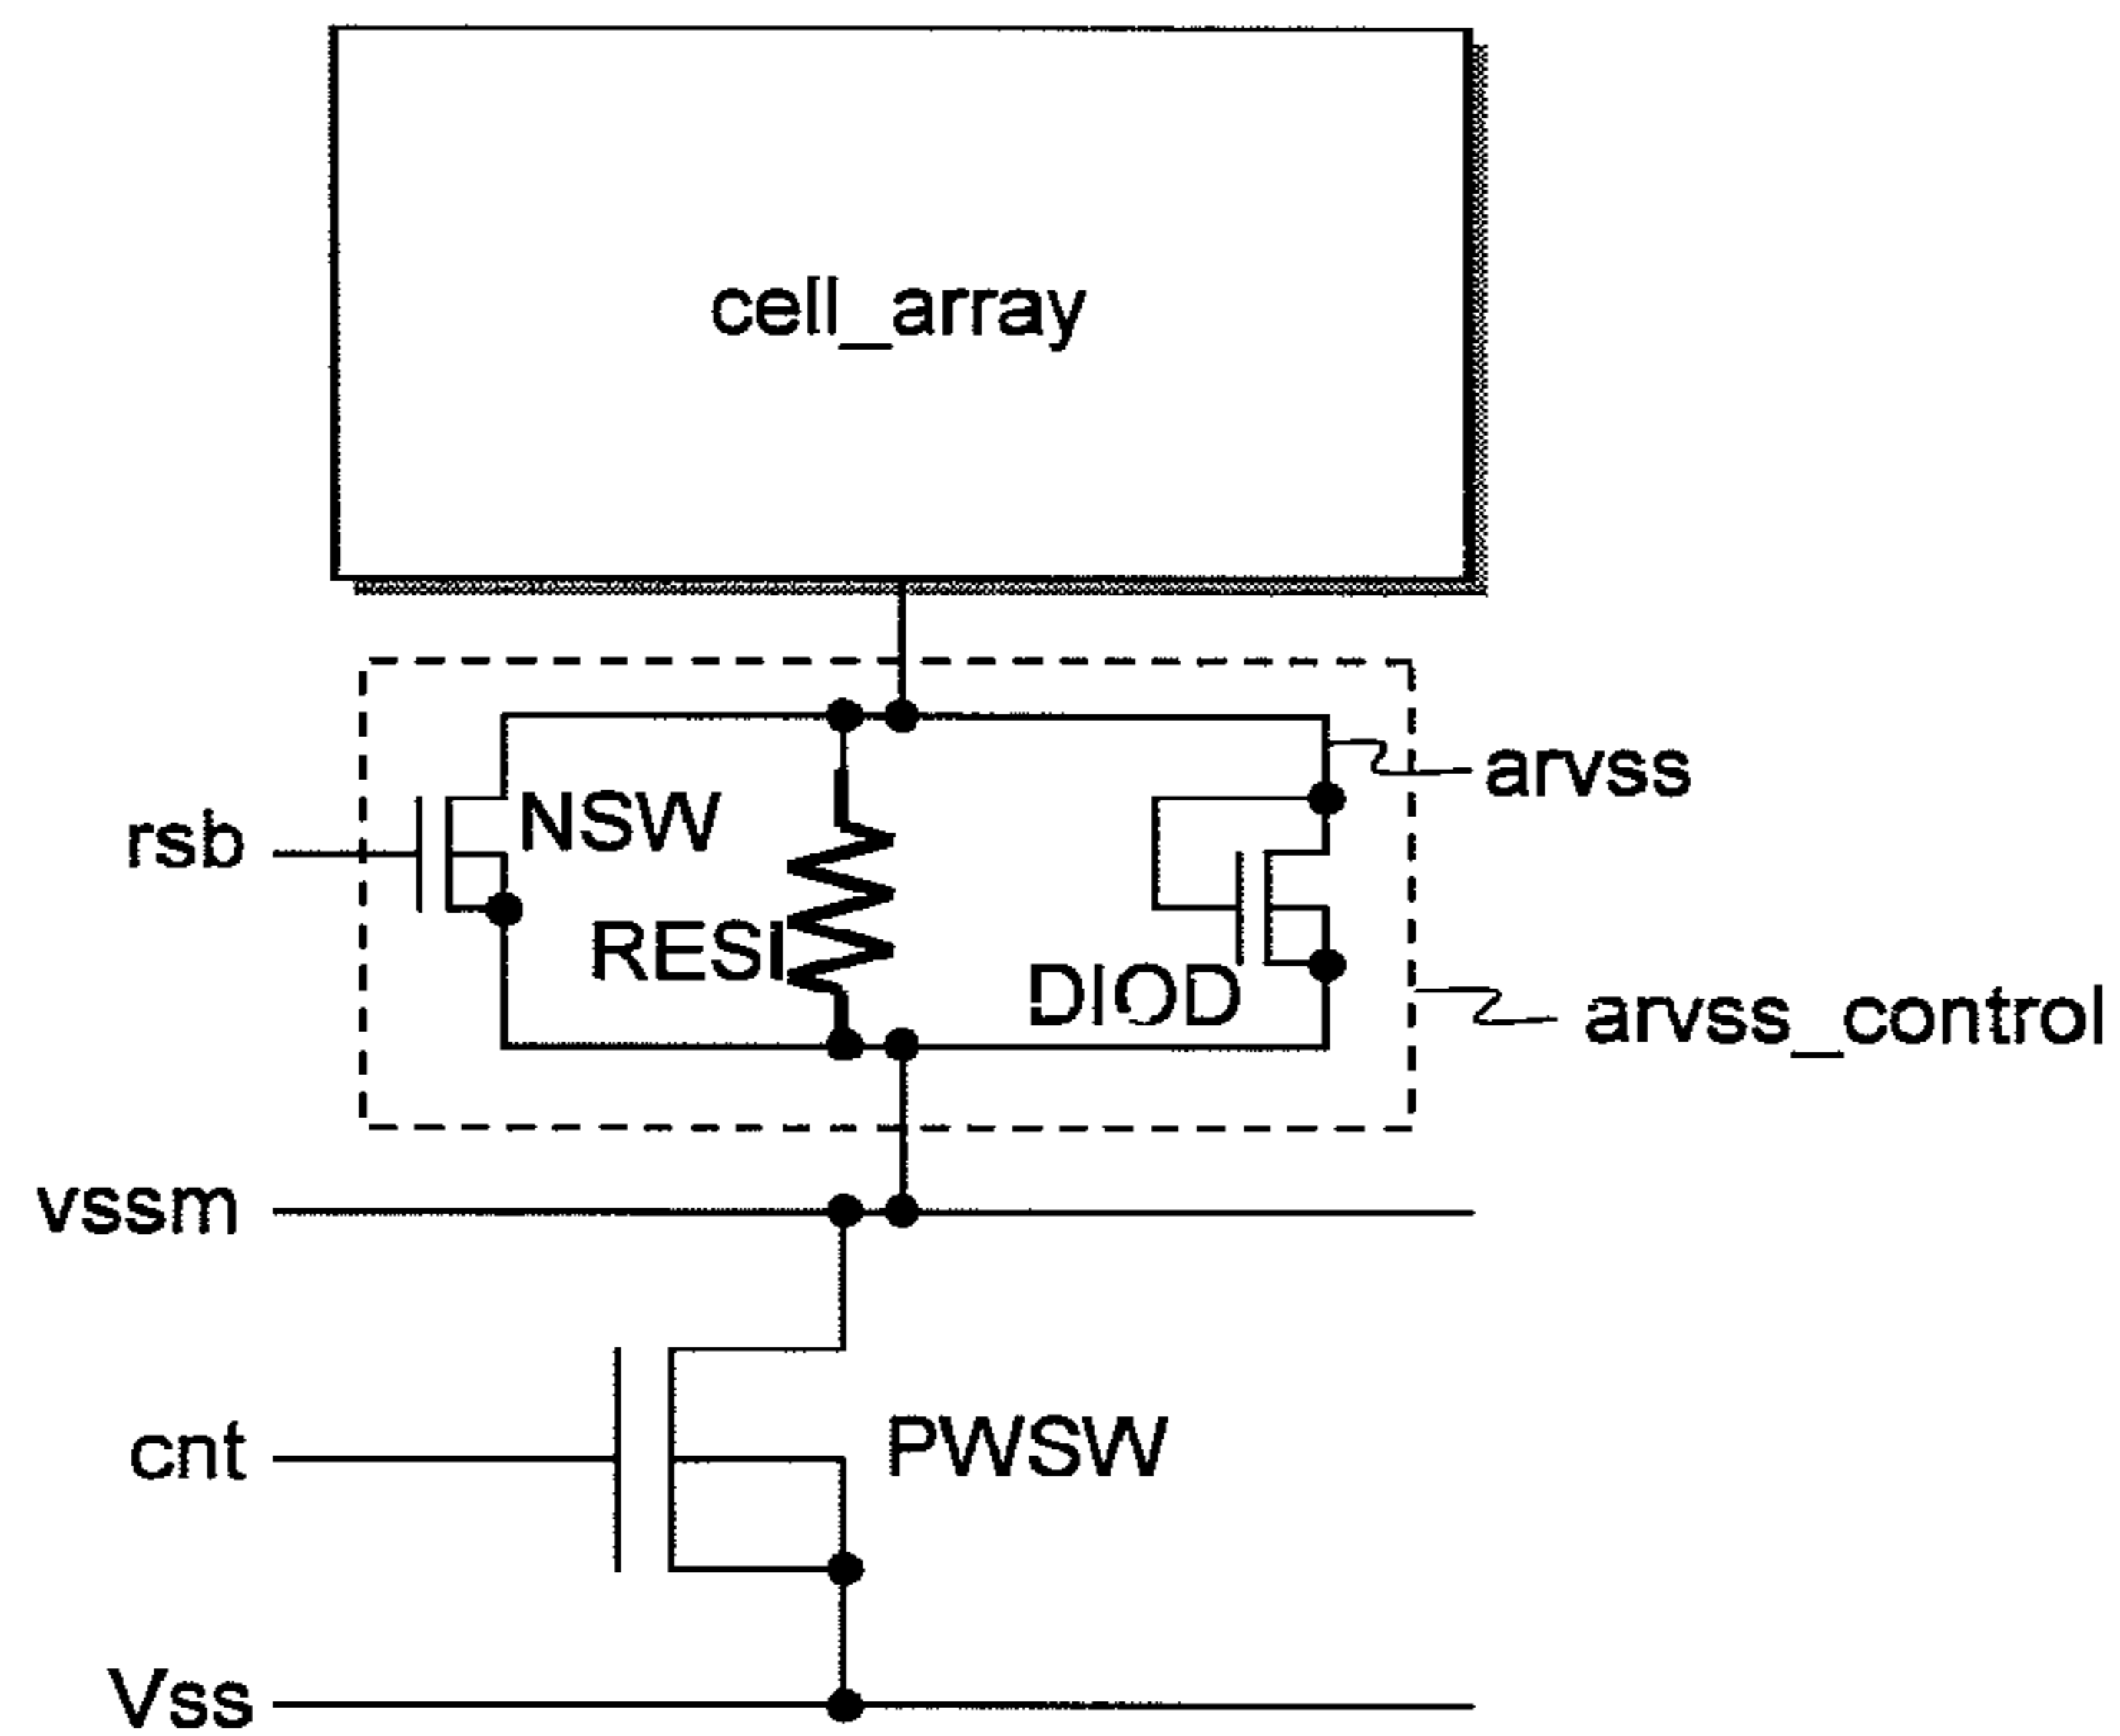 cell_array
arvss
rsb
NSW
RESI
DIOD
arvss_control
vssm
cnt
PWSW
Vss